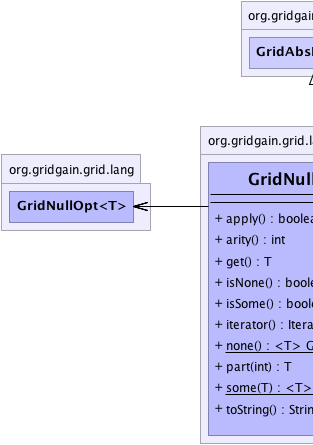 org.gridgain
GridAbs
org.gridgain.grid.lang
GridNullOpt<T>
org.gridgain.grid.l
GridNull
+ apply() : boolea
+ arity() : int
+ get() : T
+ isNone() : boole
+ isSome() : bool
+ iterator() : Itera
+ none() : <T> G
+ part(int) : T
+ some(T) : <T>
+ toString() : Strin